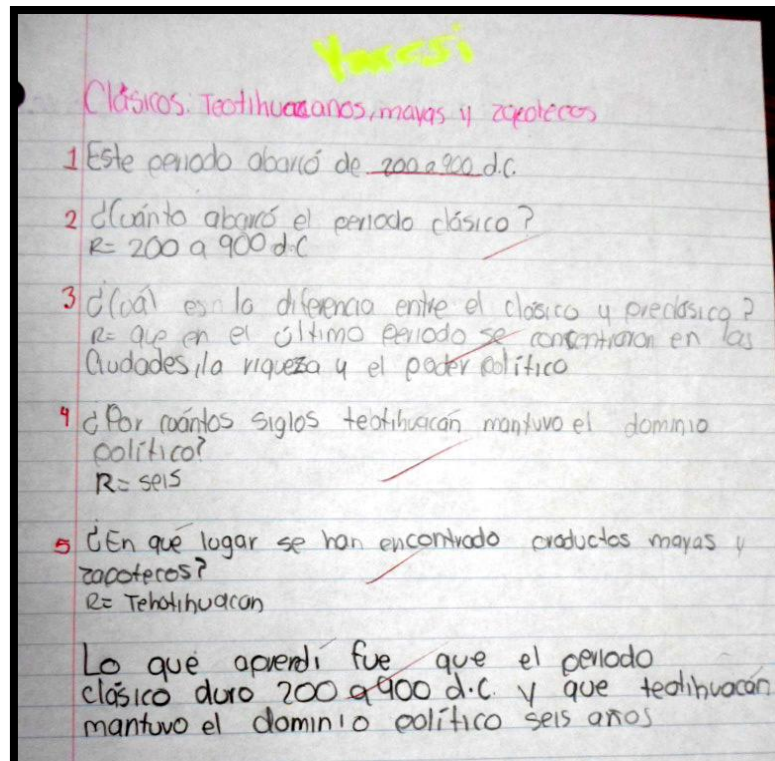 Yaresi
Clásicos. Teotihuacanos, mayas y zapotecos
1 Este periodo abarcó de 200 a 900 d.C.
2 ¿Cuánto abarcó el periodo clásico?
R= 200 a 900 d.C
3 ¿Cuál es la diferencia entre el clásico y preclásico?
R= que en el último periodo se concentraron en las
Ciudades, la riqueza y el poder político
4 ¿Por cuántos siglos teotihuacán mantuvo el dominio
político?
R= seis
5 ¿En qué lugar se han encontrado productos mayas y
zapotecos?
R= Tehotihuacan
Lo que aprendí fue que el periodo
clásico duro 200 a 900 d.C. y que teotihuacán
mantuvo el dominio político seis años